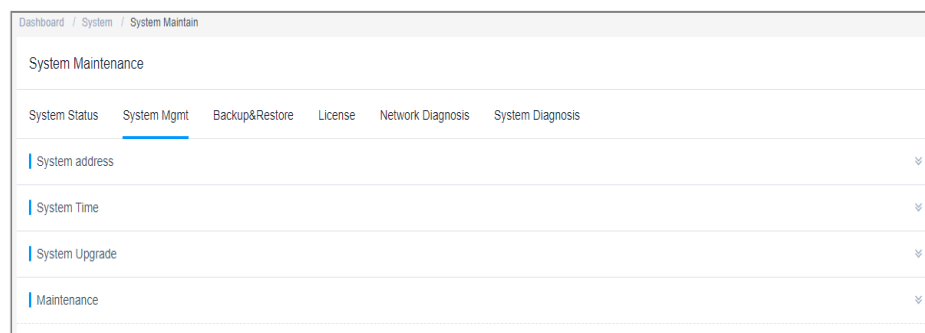 Dashboard / System / System Maintain
System Maintenance
System Status System Mgmt Backup&Restore License Network Diagnosis System Diagnosis
System address
System Time
System Upgrade
Maintenance